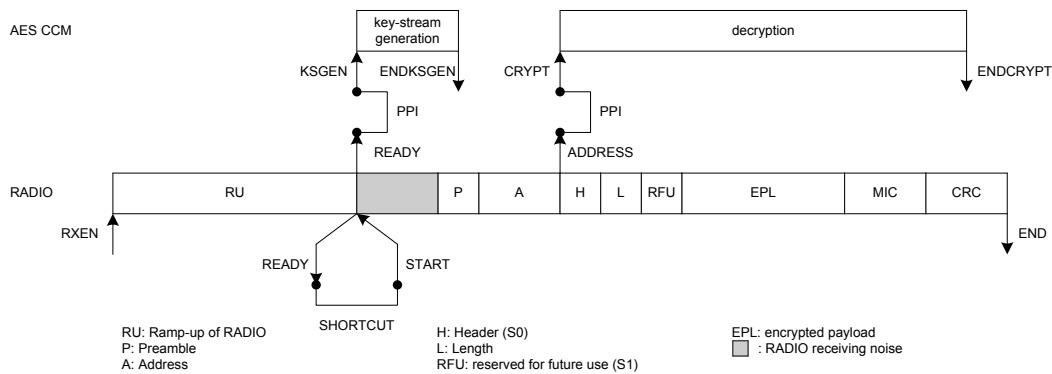 AES CCM
key-stream
generation
decryption
KSGEN
ENDKSGEN
CRYPT
ENDCRYPT
PPI
PPI
READY
ADDRESS
RADIO
RU
P
A
H
L
RFU
EPL
MIC
CRC
RXEN
END
READY
START
SHORTCUT
RU: Ramp-up of RADIO
P: Preamble
A: Address
H: Header (S0)
L: Length
RFU: reserved for future use (S1)
EPL: encrypted payload
: RADIO receiving noise